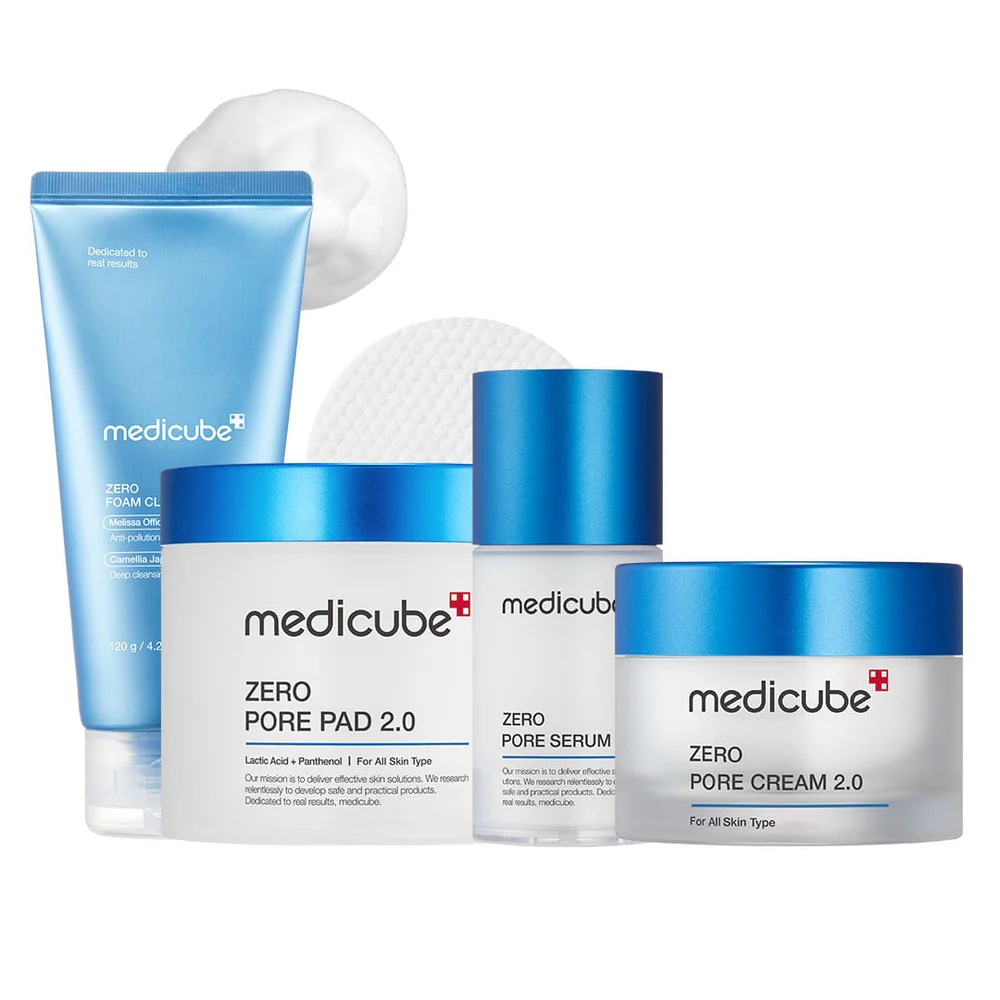 Dedicated to
real results
medicube
ZERO
FOAM
Melissa
Anti-pollution
Camellia
Deep cleansing
120 g / 4.2
medicube
ZERO
PORE PAD 2.0
Lactic Acid + Panthenol | For All Skin Type
Our mission is to deliver effective skin solutions. We research
relentlessly to develop safe and practical products.
Dedicated to real results, medicube.
medicube
ZERO
PORE SERUM
Our mission is to deliver effective
utions. We research relentlessly to
safe and practical products.
real results, medicube.
medicube
ZERO
PORE CREAM 2.0
For All Skin Type